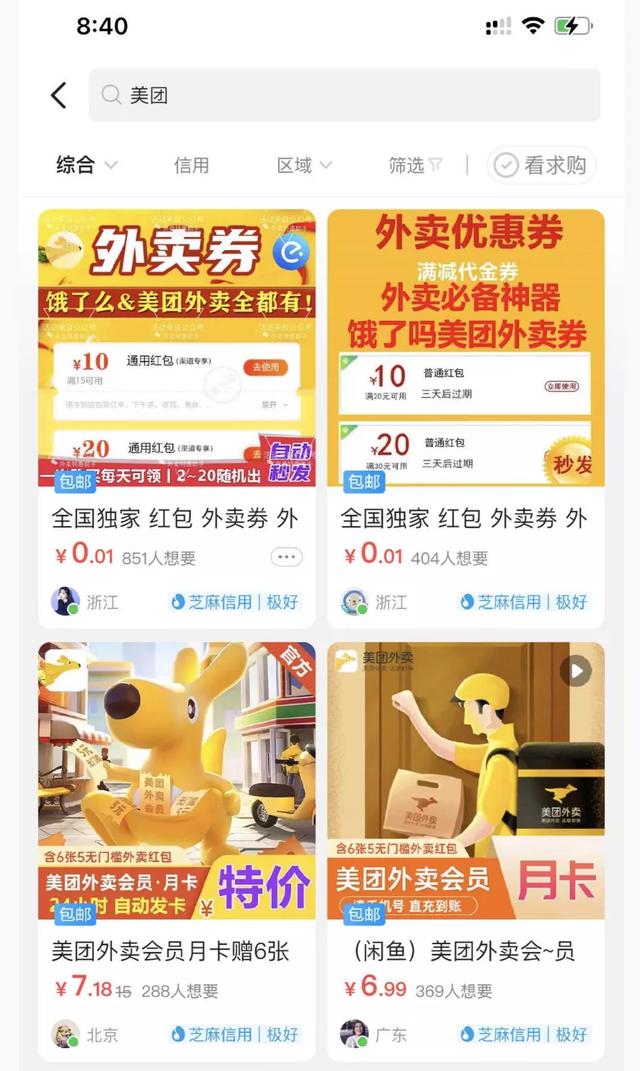 8:40
美团
综合
信用
区域
筛选
看求购
外卖券
饿了么&美团外卖全都有!
¥10
通用红包(渠道专享)
去使用
满15可用
展开
¥20
通用红包(渠道专享)
自动
秒发
每天可领|2~20随机出
包邮
全国独家 红包 外卖券 外
¥0.01 851人想要
浙江
芝麻信用|极好
外卖优惠券
满减代金券
外卖必备神器
饿了吗美团外卖券
¥10
普通红包
立即使用
满20元可用
三天后过期
¥20
普通红包
满30元可用
三天后过期
秒发
包邮
全国独家 红包 外卖券 外
¥0.01 404人想要
浙江
芝麻信用|极好
官方
美团
外卖
会员
含6张5无门槛外卖红包
美团外卖会员·月卡
24小时 自动发卡
¥特价
包邮
美团外卖会员月卡赠6张
¥7.18 15 288人想要
北京
芝麻信用|极好
美团外卖
美团外卖
美团外卖
含6张5无门槛外卖红包
美团外卖会员
月卡
手机号 直充到账
包邮
（闲鱼）美团外卖会~员
¥6.99 369人想要
广东
芝麻信用|极好